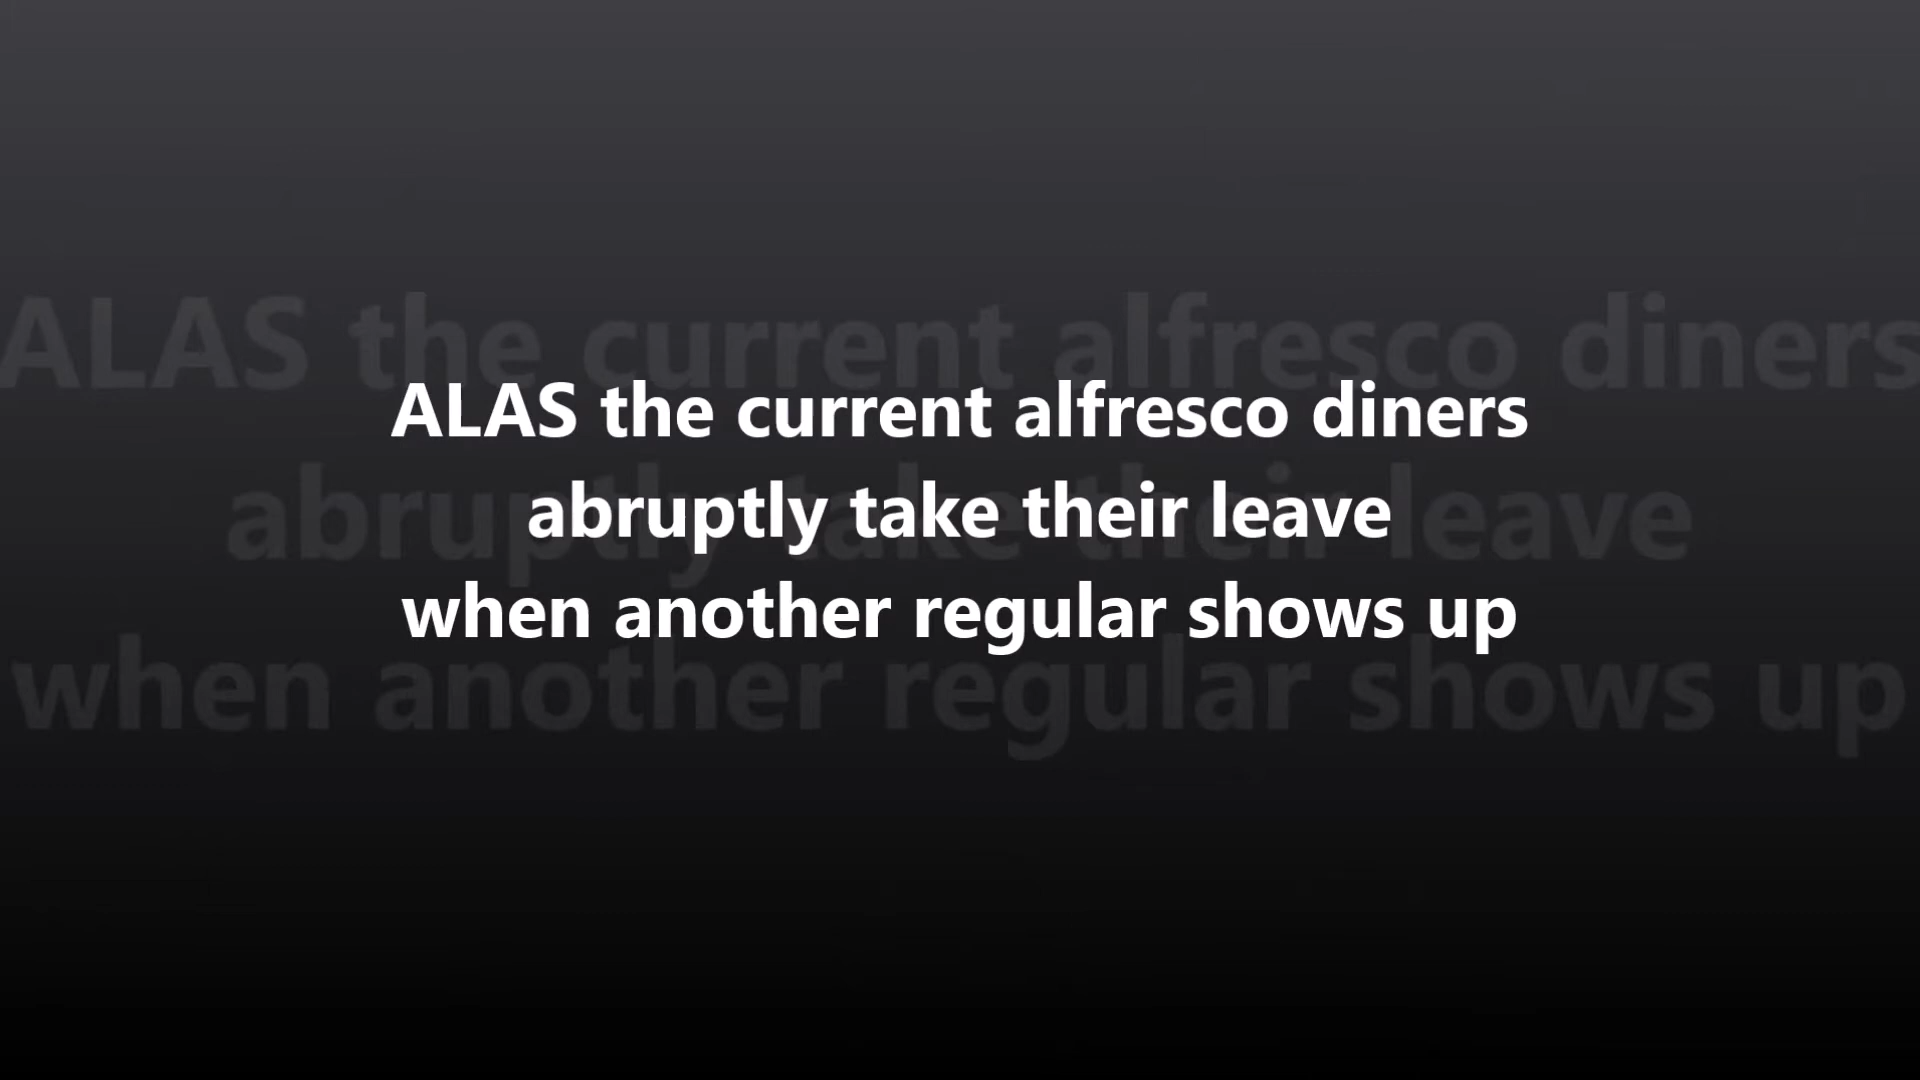 ALAS the current alfresco diners
abruptly take their leave
when another regular shows up